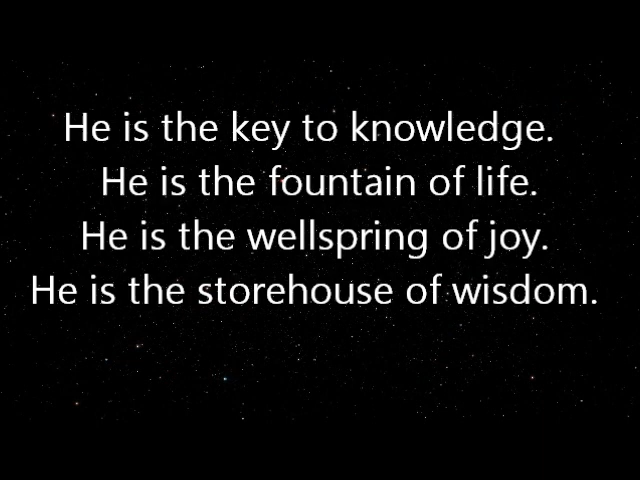 He is the key to knowledge.
He is the fountain of life.
He is the wellspring of joy.
He is the storehouse of wisdom.